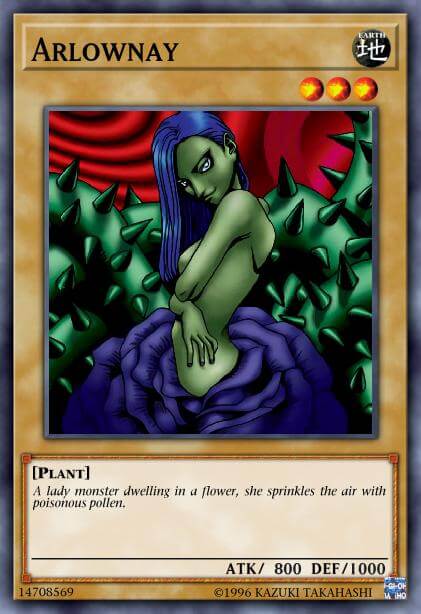 Arlownay
EARTH
地
[Plant]
A lady monster dwelling in a flower, she sprinkles the air with
poisonous pollen.
ATK/ 800 DEF/1000
14708569
©1996 KAZUKI TAKAHASHI